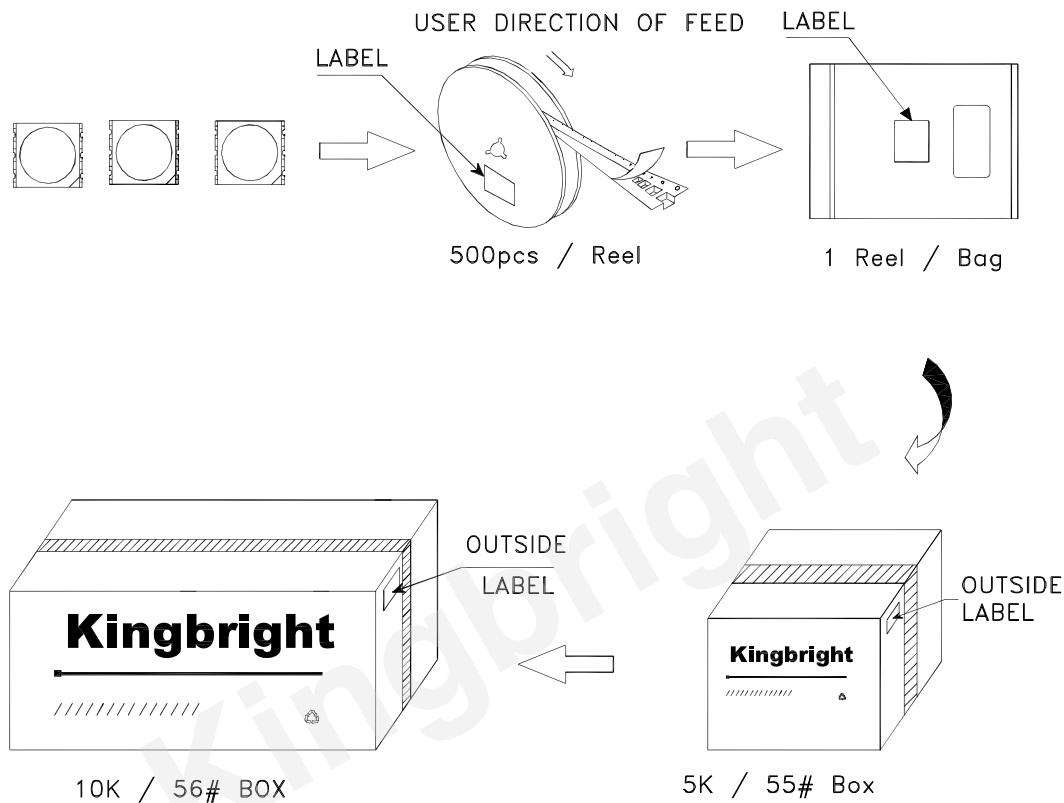 USER DIRECTION OF FEED
LABEL
LABEL
500pcs / Reel
1 Reel / Bag
OUTSIDE
LABEL
OUTSIDE
LABEL
Kingbright
Kingbright
10K / 56# BOX
5K / 55# Box
Kingbright